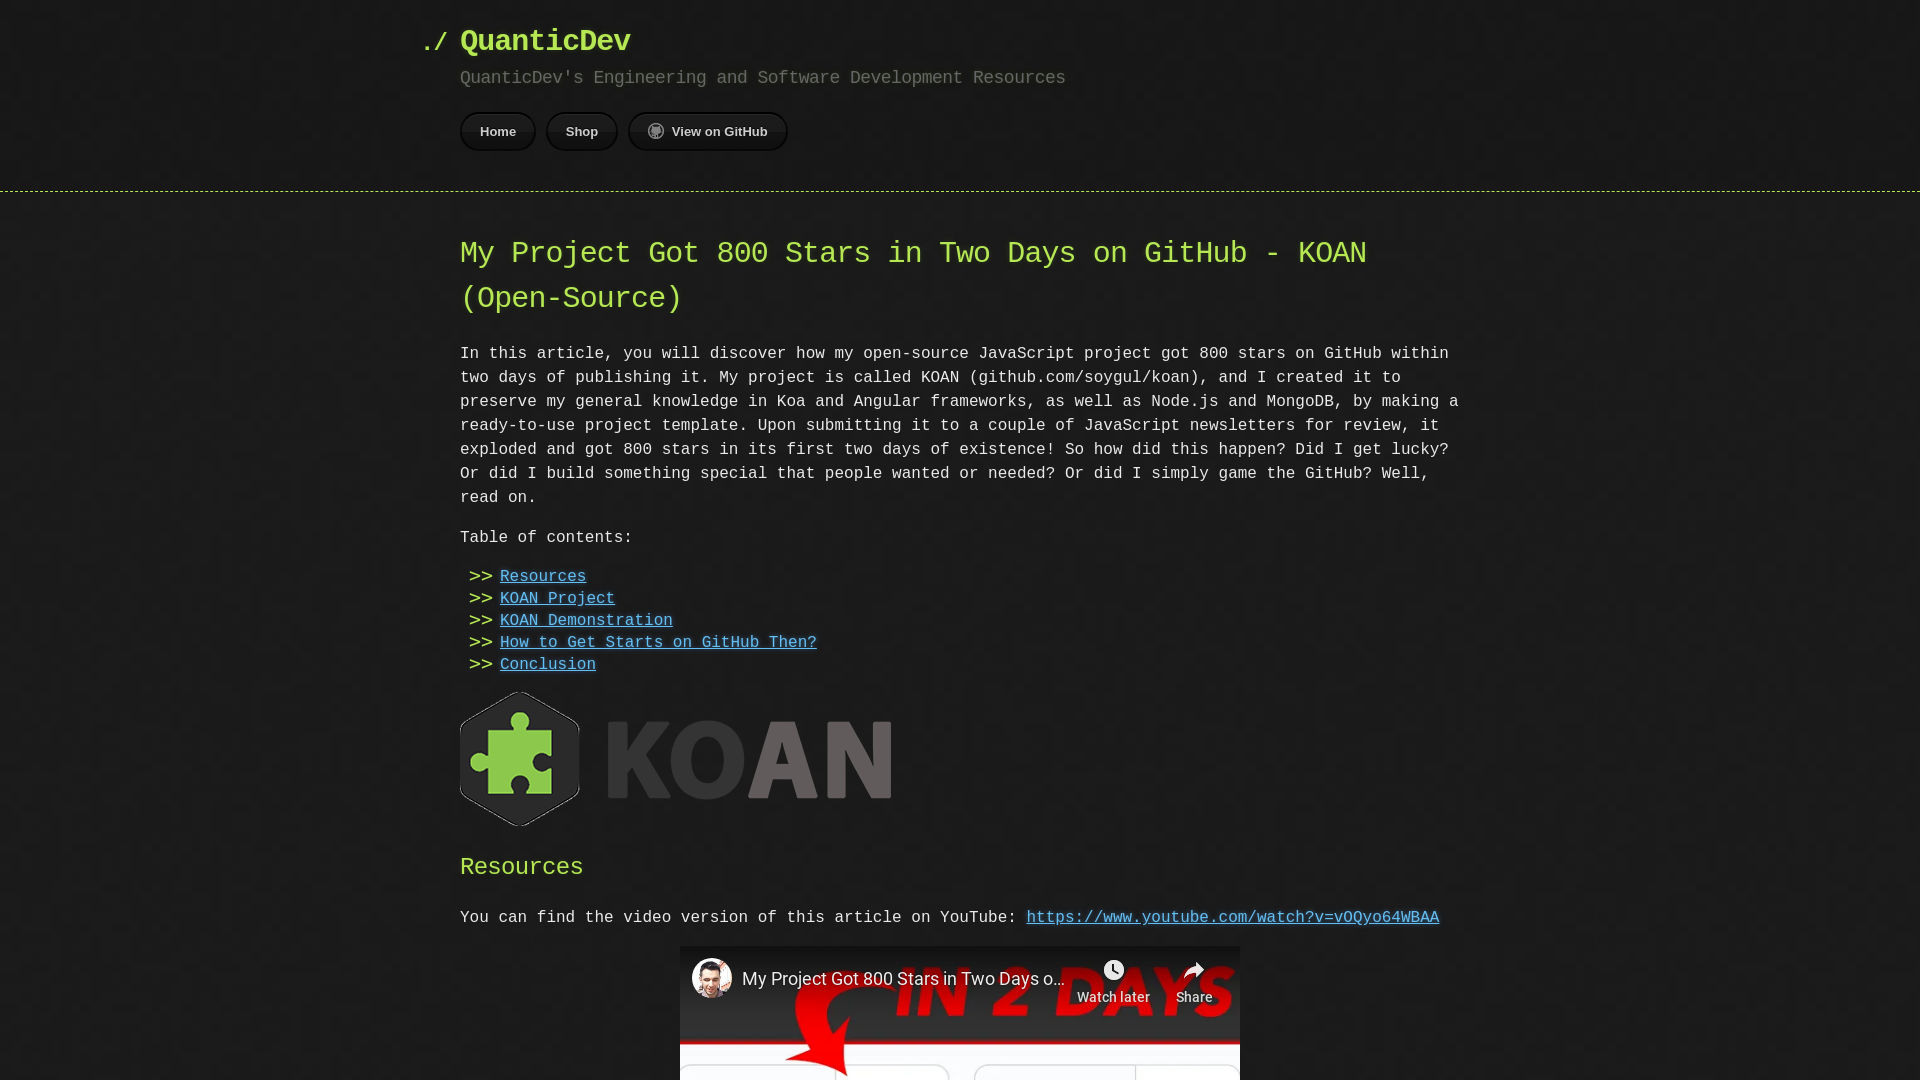 ./ QuanticDev
QuanticDev's Engineering and Software Development Resources
Home
Shop
View on GitHub
My Project Got 800 Stars in Two Days on GitHub - KOAN
(Open-Source)
In this article, you will discover how my open-source JavaScript project got 800 stars on GitHub within
two days of publishing it. My project is called KOAN (github.com/soygul/koan), and I created it to
preserve my general knowledge in Koa and Angular frameworks, as well as Node.js and MongoDB, by making a
ready-to-use project template. Upon submitting it to a couple of JavaScript newsletters for review, it
exploded and got 800 stars in its first two days of existence! So how did this happen? Did I get lucky?
Or did I build something special that people wanted or needed? Or did I simply game the GitHub? Well,
read on.
Table of contents:
>> Resources
>> KOAN Project
>> KOAN Demonstration
>> How to Get Starts on GitHub Then?
>> Conclusion
KOAN
Resources
You can find the video version of this article on YouTube: https://www.youtube.com/watch?v=vOQyo64WBAA
My Project Got 800 Stars in Two Days o...
Watch later
Share
IN 2 DAYS